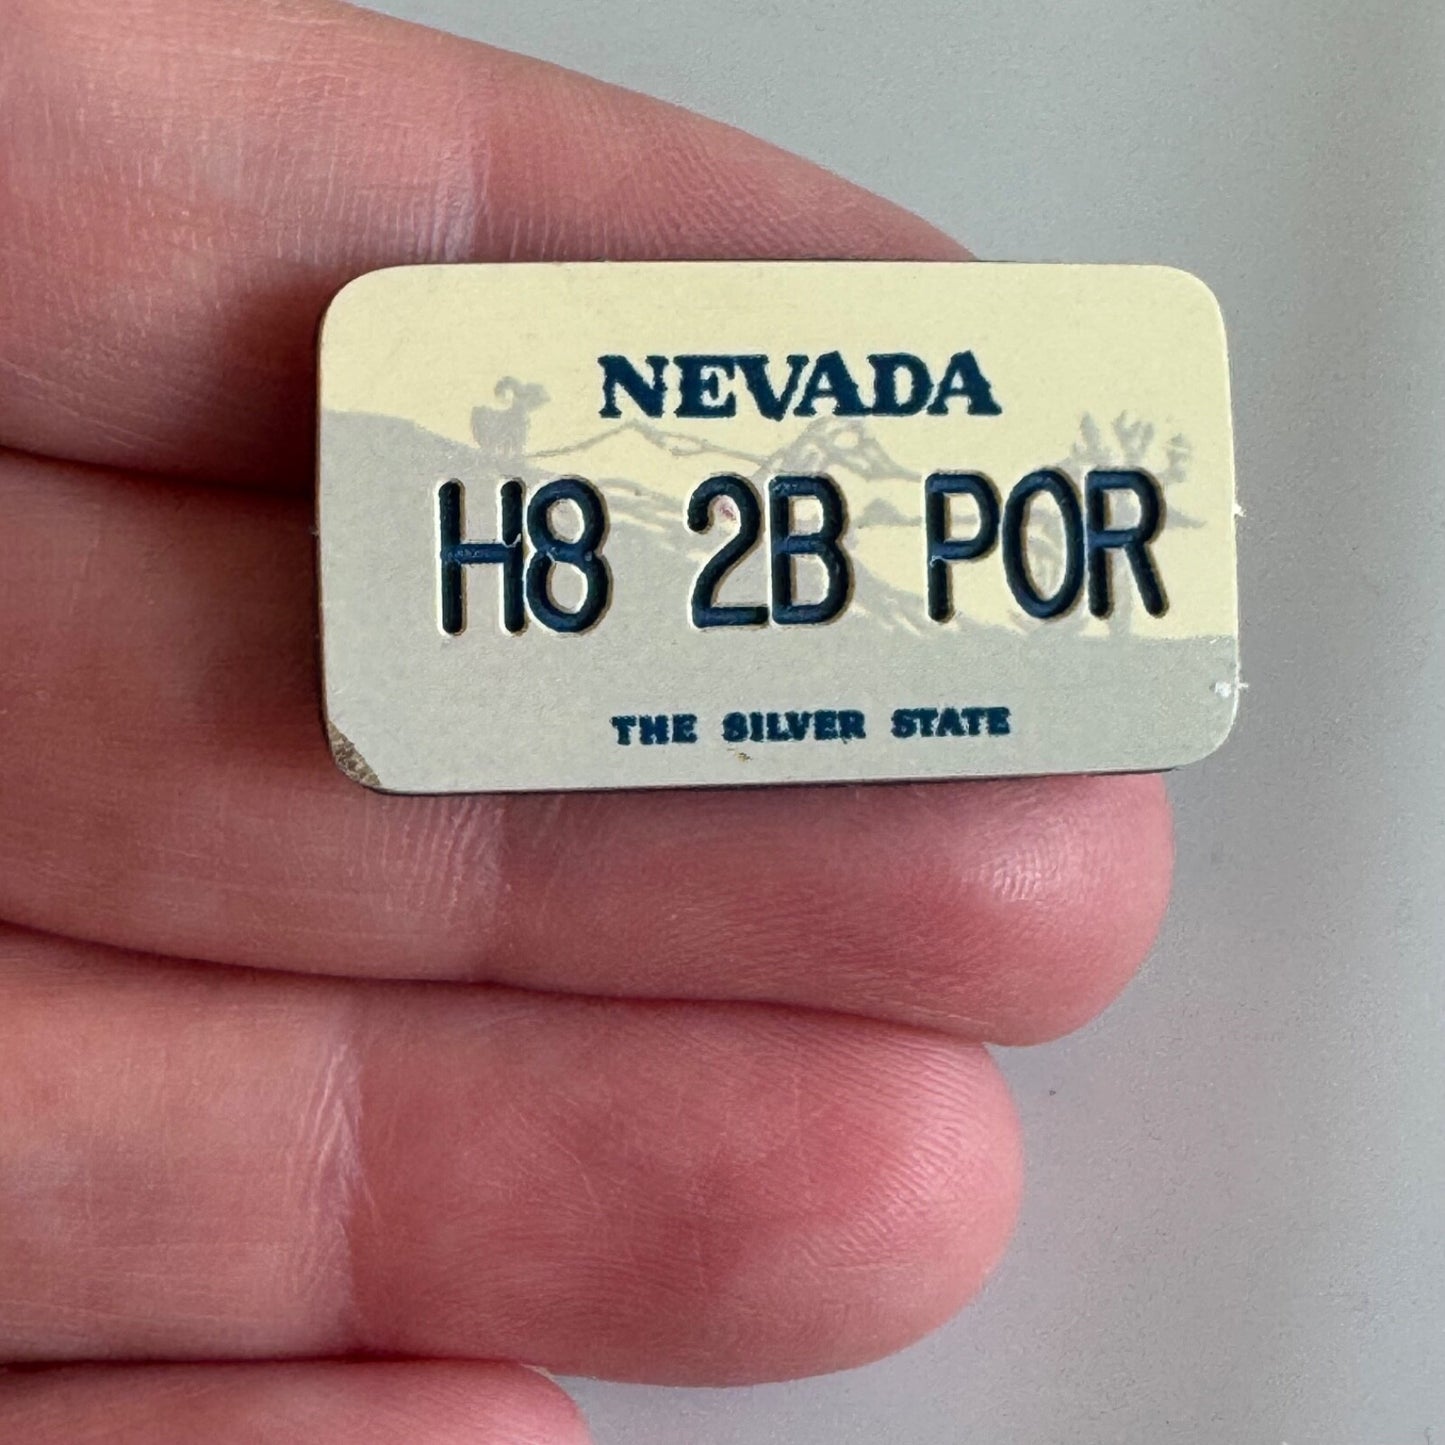 NEVADA
H8 2B POR
THE SILVER STATE